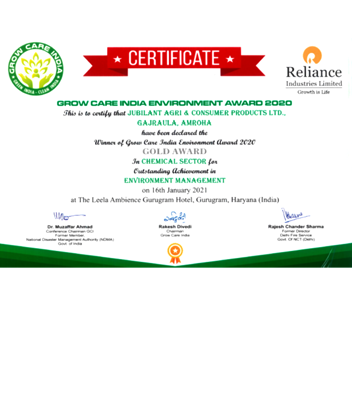 GROW CARE INDIA
GROW INDIA - CLEAN INDIA
CERTIFICATE
Reliance
Industries Limited
Growth is Life
GROW CARE INDIA ENVIRONMENT AWARD 2020
This is to certify that JUBILANT AGRI & CONSUMER PRODUCTS LTD.,
GAJRAULA, AMROHA
have been declared the
Winner of Grow Care India Environment Award 2020
GOLD AWARD
In CHEMICAL SECTOR for
Outstanding Achievement in
ENVIRONMENT MANAGEMENT
on 16th January 2021
at The Leela Ambience Gurugram Hotel, Gurugram, Haryana (India)
Dr. Muzaffar Ahmad
Conference Chairman GCI
Former Member
National Disaster Management Authority (NDMA)
Govt. of India
Rakesh Divedi
Chairman
Grow Care India
Rajesh Chander Sharma
Former Director
Delhi Fire Service
Govt. Of NCT (Delhi)